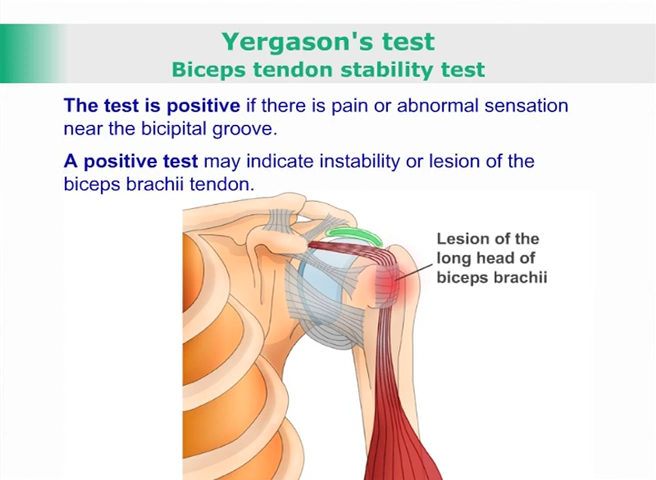 Yergason's test
Biceps tendon stability test
The test is positive if there is pain or abnormal sensation
near the bicipital groove.
A positive test may indicate instability or lesion of the
biceps brachii tendon.
Lesion of the
long head of
biceps brachii